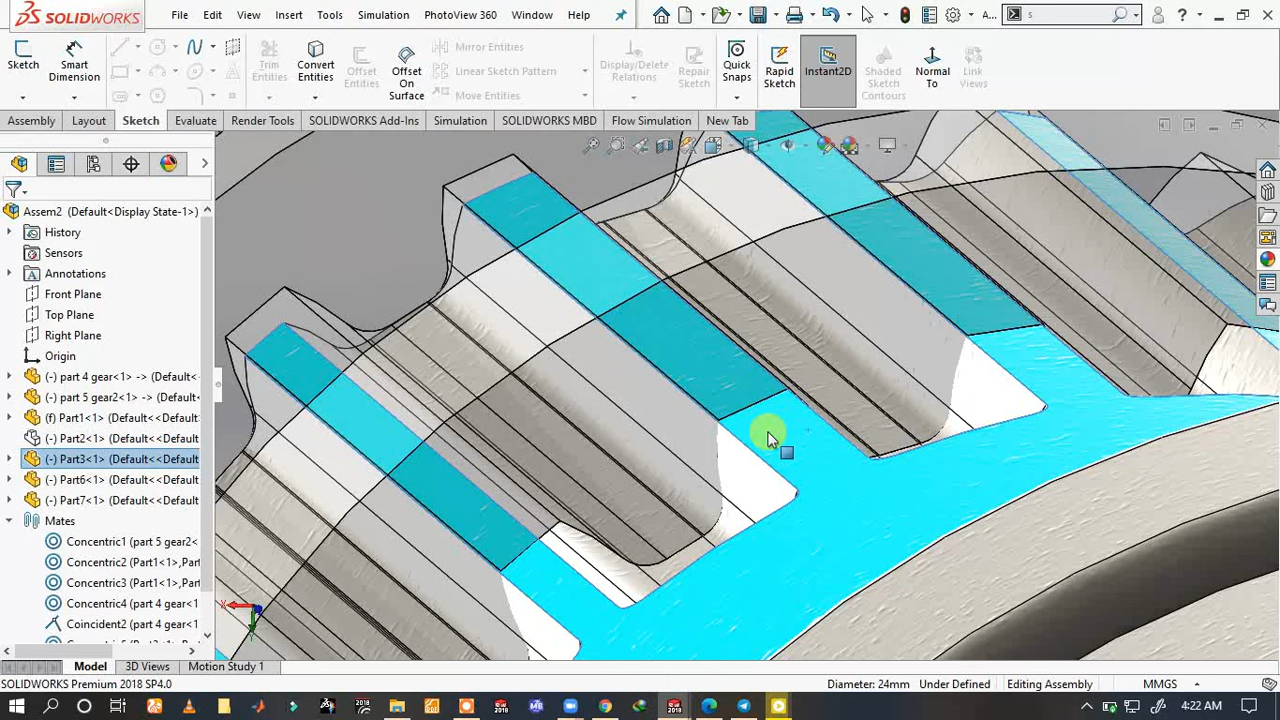 SOLIDWORKS File Edit View Insert Tools Simulation PhotoView 360 Window Help A... s
Sketch Smart Dimension Trim Entities Convert Entities Offset Entities Offset On Surface Mirror Entities Linear Sketch Pattern Move Entities Display/Delete Relations Repair Sketch Quick Snaps Rapid Sketch Instant2D Shaded Sketch Contours Normal To Link Views
Assembly Layout Sketch Evaluate Render Tools SOLIDWORKS Add-Ins Simulation SOLIDWORKS MBD Flow Simulation New Tab
Assem2 (Default<Display State-1>)
History
Sensors
Annotations
Front Plane
Top Plane
Right Plane
Origin
(-) part 4 gear<1> -> (Default<
(-) part 5 gear2<1> (Default<
(f) Part1<1> (Default<<Default
(-) Part2<1> (Default<<Default
(-) Part3<1> (Default<<Default
(-) Part6<1> (Default<<Default
(-) Part7<1> (Default<<Default
Mates
Concentric1 (part 5 gear2<
Concentric2 (Part1<1>,Part
Concentric3 (Part1<1>,Part
Concentric4 (part 4 gear<1
Coincident2 (part 4 gear<1
Model 3D Views Motion Study 1
SOLIDWORKS Premium 2018 SP4.0 Diameter: 24mm Under Defined Editing Assembly MMGS
4:22 AM